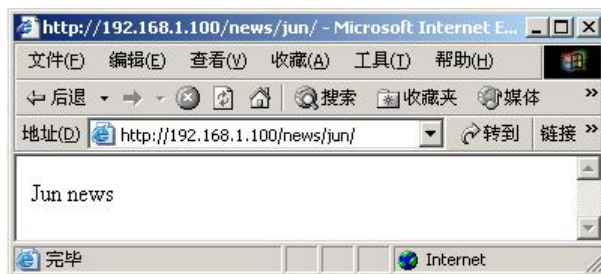 http://192.168.1.100/news/jun/ - Microsoft Internet E...
文件(F) 编辑(E) 查看(V) 收藏(A) 工具(T) 帮助(H)
后退 搜索 收藏夹 媒体 »
地址(D) http://192.168.1.100/news/jun/ 转到 链接 »
Jun news
完毕 Internet